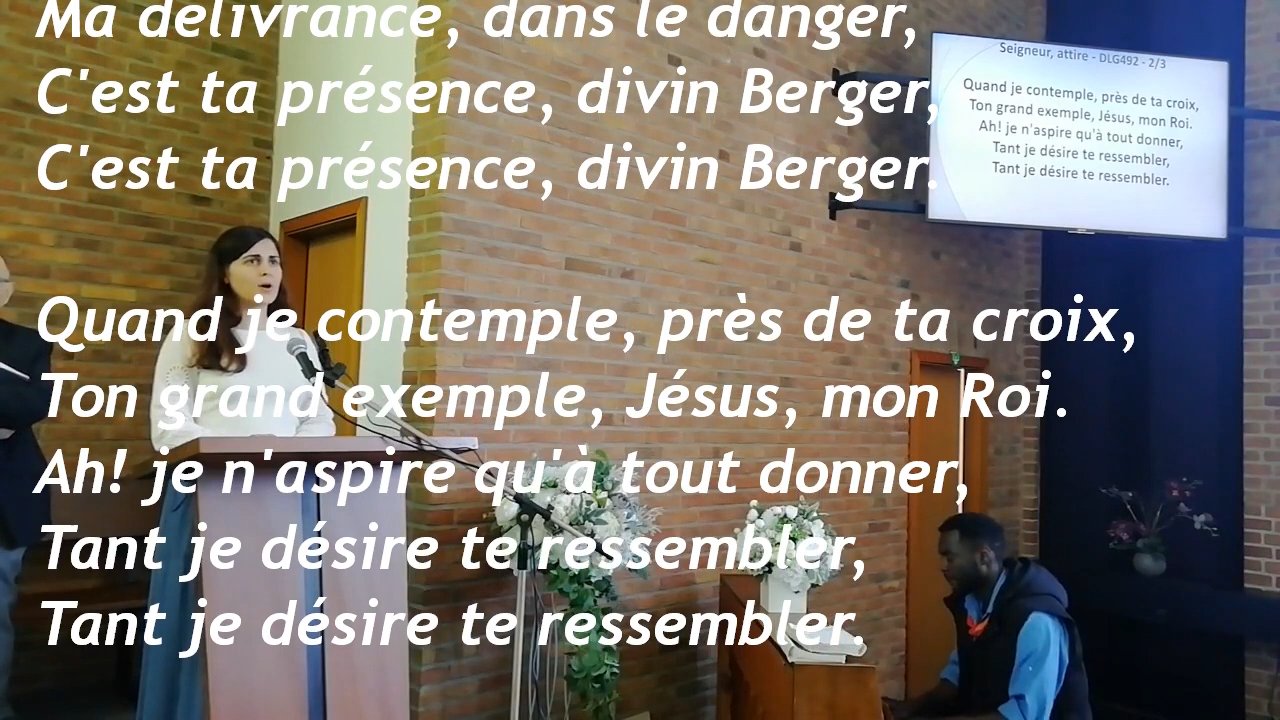 Ma délivrance, dans le danger,
C'est ta présence, divin Berger,
C'est ta présence, divin Berger.
Quand je contemple, près de ta croix,
Ton grand exemple, Jésus, mon Roi.
Ah! je n'aspire qu'à tout donner,
Tant je désire te ressembler,
Tant je désire te ressembler.
Seigneur, attire - DLG492 - 2/3
Quand je contemple, près de ta croix,
Ton grand exemple, Jésus, mon Roi.
Ah! je n'aspire qu'à tout donner,
Tant je désire te ressembler,
Tant je désire te ressembler.